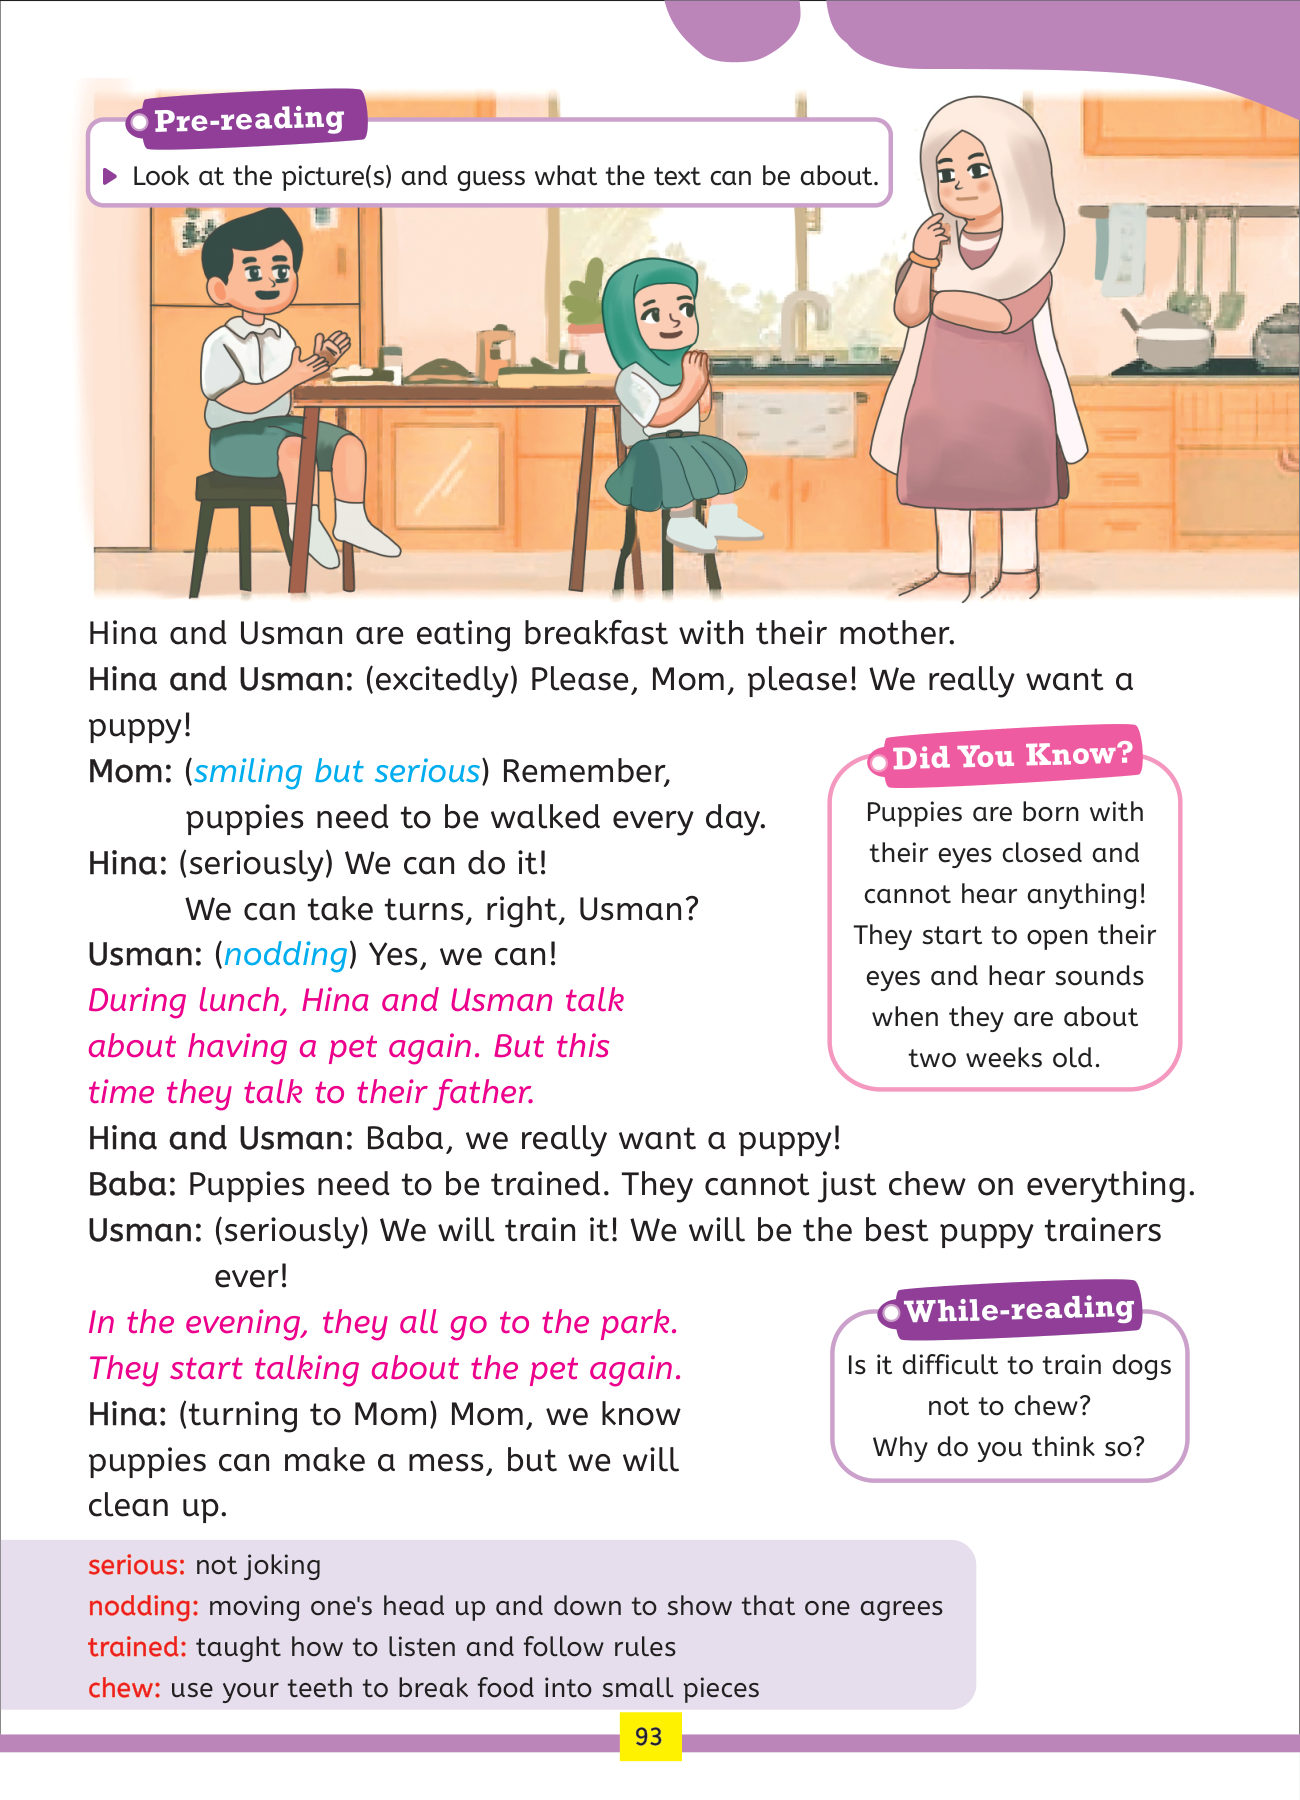 Pre-reading
Look at the picture(s) and guess what the text can be about.
Hina and Usman are eating breakfast with their mother.
Hina and Usman: (excitedly) Please, Mom, please! We really want a
puppy!
Mom: (smiling but serious) Remember,
puppies need to be walked every day.
Hina: (seriously) We can do it!
We can take turns, right, Usman?
Usman: (nodding) Yes, we can!
During lunch, Hina and Usman talk
about having a pet again. But this
time they talk to their father.
Did You Know?
Puppies are born with
their eyes closed and
cannot hear anything!
They start to open their
eyes and hear sounds
when they are about
two weeks old.
Hina and Usman: Baba, we really want a puppy!
Baba: Puppies need to be trained. They cannot just chew on everything.
Usman: (seriously) We will train it! We will be the best puppy trainers
ever!
In the evening, they all go to the park.
They start talking about the pet again.
Hina: (turning to Mom) Mom, we know
puppies can make a mess, but we will
clean up.
While-reading
Is it difficult to train dogs
not to chew?
Why do you think so?
serious: not joking
nodding: moving one's head up and down to show that one agrees
trained: taught how to listen and follow rules
chew: use your teeth to break food into small pieces
93